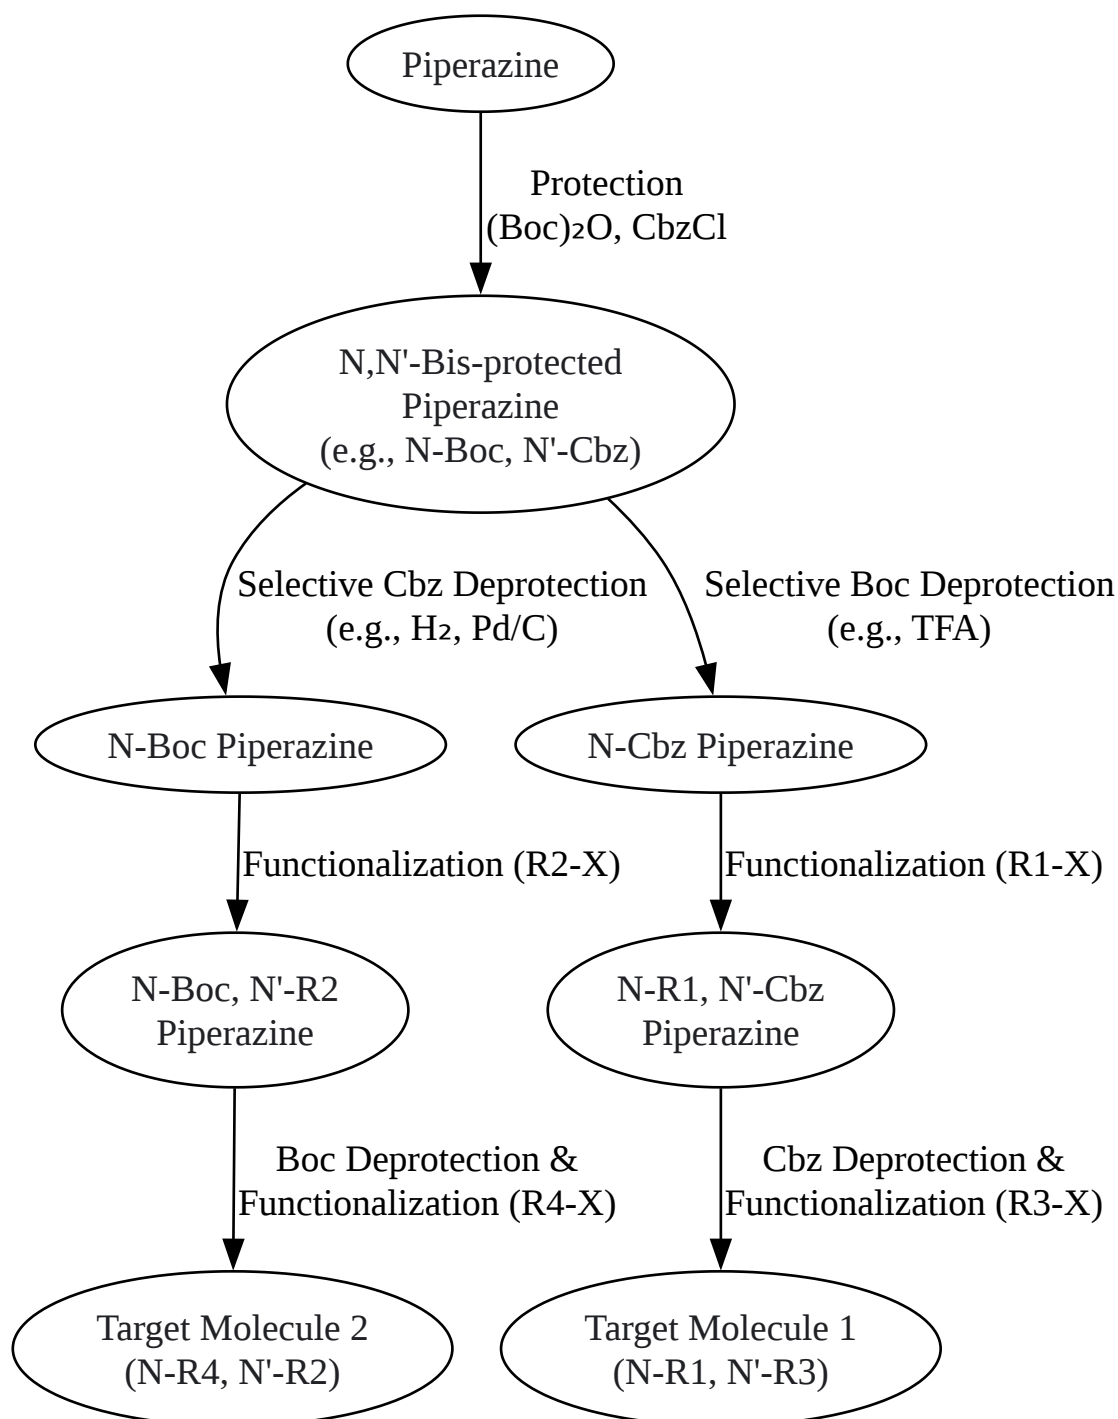 Piperazine
Protection
(Boc)₂O, CbzCl
N,N'-Bis-protected
Piperazine
(e.g., N-Boc, N'-Cbz)
Selective Cbz Deprotection
(e.g., H₂, Pd/C)
Selective Boc Deprotection
(e.g., TFA)
N-Boc Piperazine
N-Cbz Piperazine
Functionalization (R2-X)
Functionalization (R1-X)
N-Boc, N'-R2
Piperazine
N-R1, N'-Cbz
Piperazine
Boc Deprotection &
Functionalization (R4-X)
Cbz Deprotection &
Functionalization (R3-X)
Target Molecule 2
(N-R4, N'-R2)
Target Molecule 1
(N-R1, N'-R3)